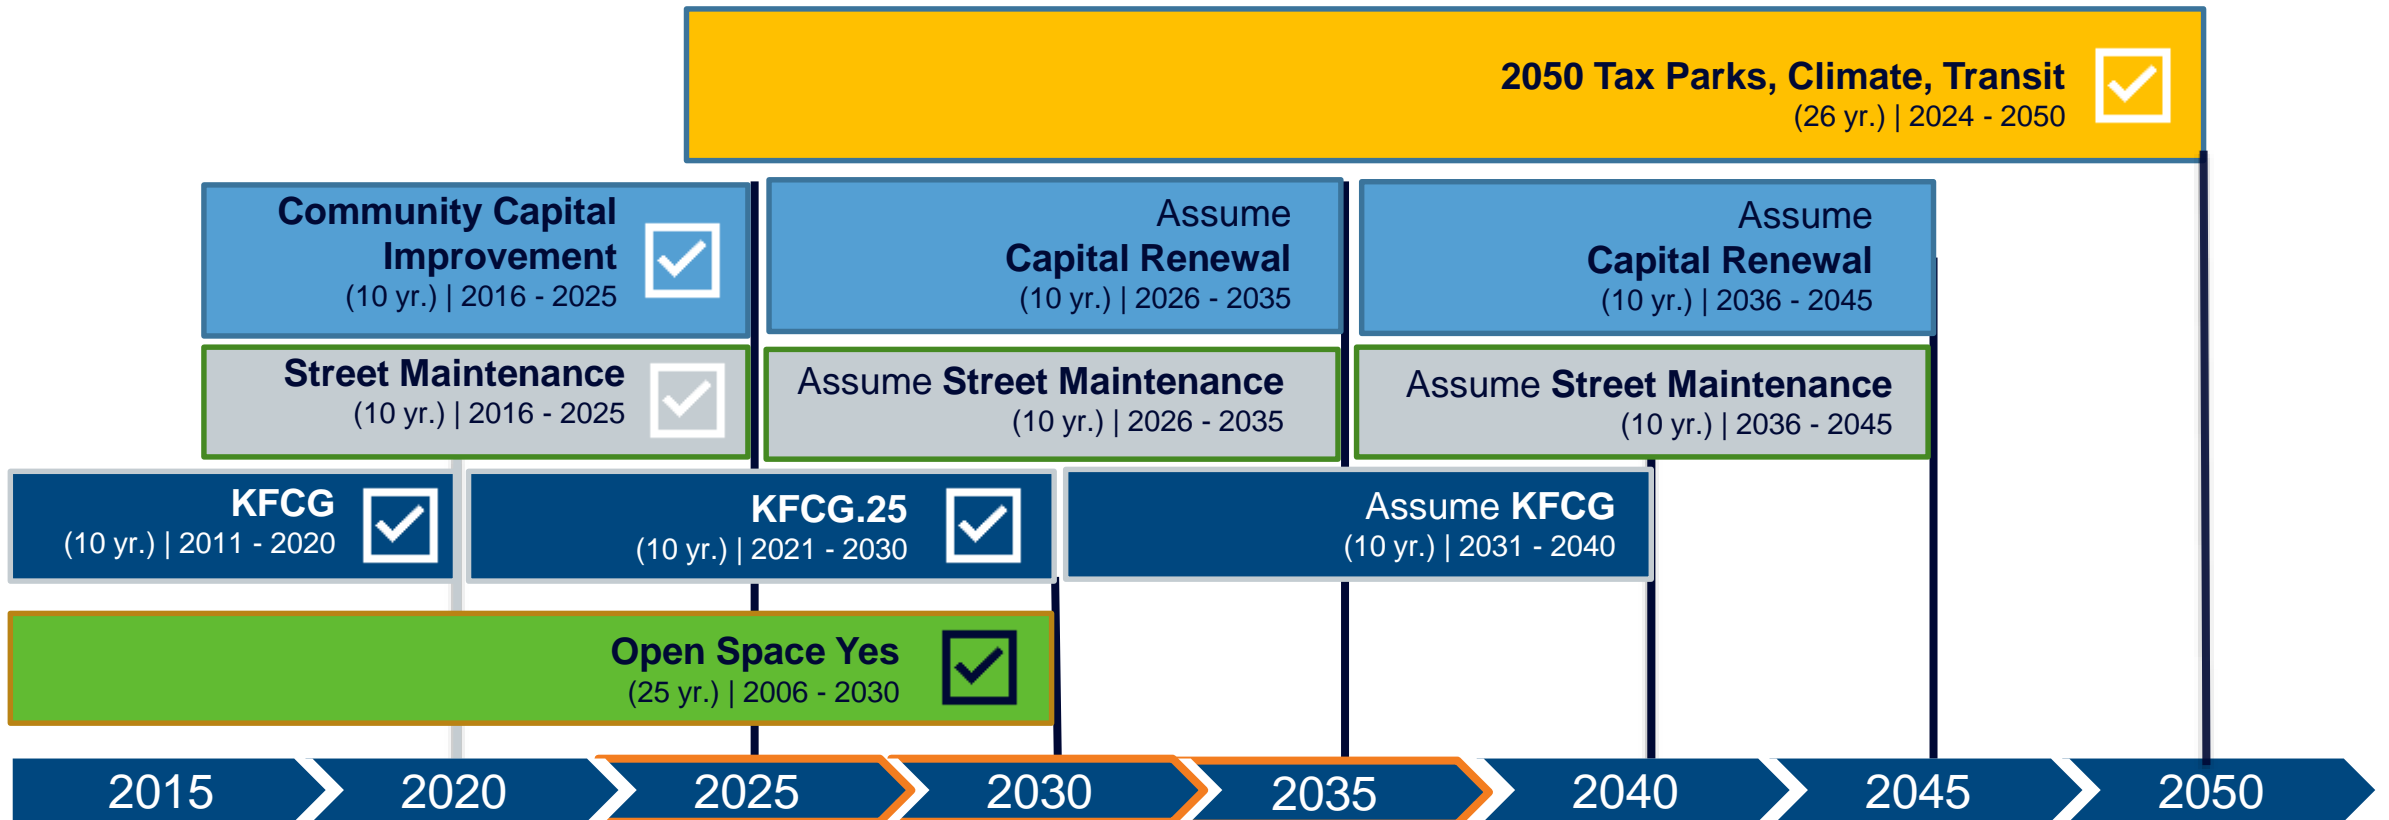 2050 Tax Parks, Climate, Transit
(26 yr.) | 2024 - 2050
Community Capital
Improvement
(10 yr.) | 2016 - 2025
Assume
Capital Renewal
(10 yr.) | 2026 - 2035
Assume
Capital Renewal
(10 yr.) | 2036 - 2045
Street Maintenance
(10 yr.) | 2016 - 2025
Assume Street Maintenance
(10 yr.) | 2026 - 2035
Assume Street Maintenance
(10 yr.) | 2036 - 2045
KFCG
(10 yr.) | 2011 - 2020
KFCG.25
(10 yr.) | 2021 - 2030
Assume KFCG
(10 yr.) | 2031 - 2040
Open Space Yes
(25 yr.) | 2006 - 2030
2015 2020 2025 2030 2035 2040 2045 2050